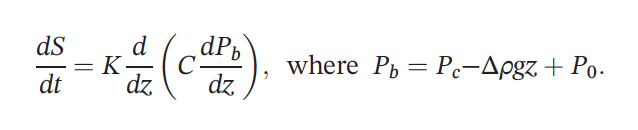 dS/dt = K d/dz (C dP_b/dz), where P_b = P_c−Δρgz + P_0.